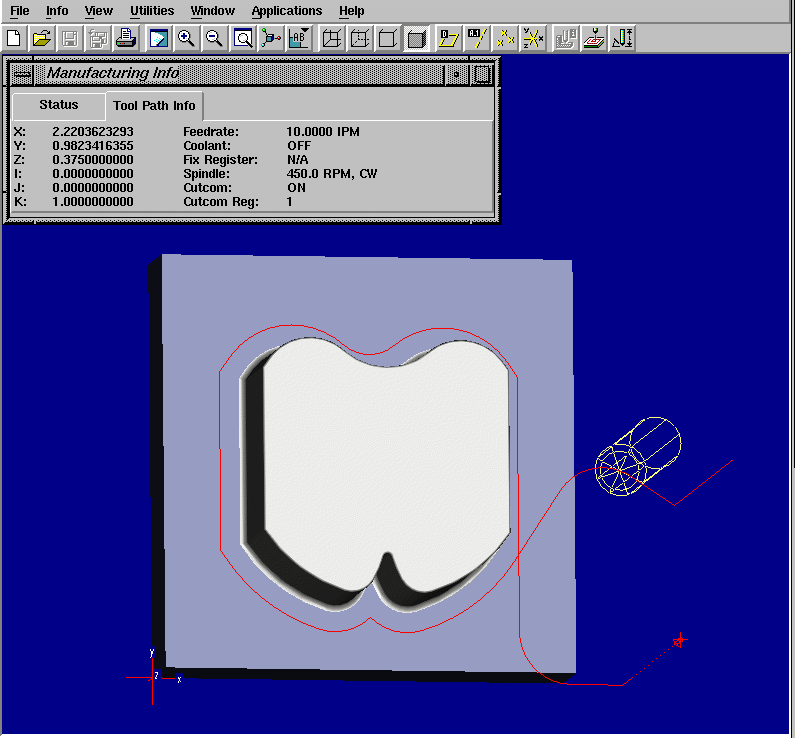 File Info View Utilities Window Applications Help
Manufacturing Info
Status Tool Path Info
X: 2.2203623293 Feedrate: 10.0000 IPM
Y: 0.9823416355 Coolant: OFF
Z: 0.3750000000 Fix Register: N/A
I: 0.0000000000 Spindle: 450.0 RPM, CW
J: 0.0000000000 Cutcom: ON
K: 1.0000000000 Cutcom Reg: 1
y
z x